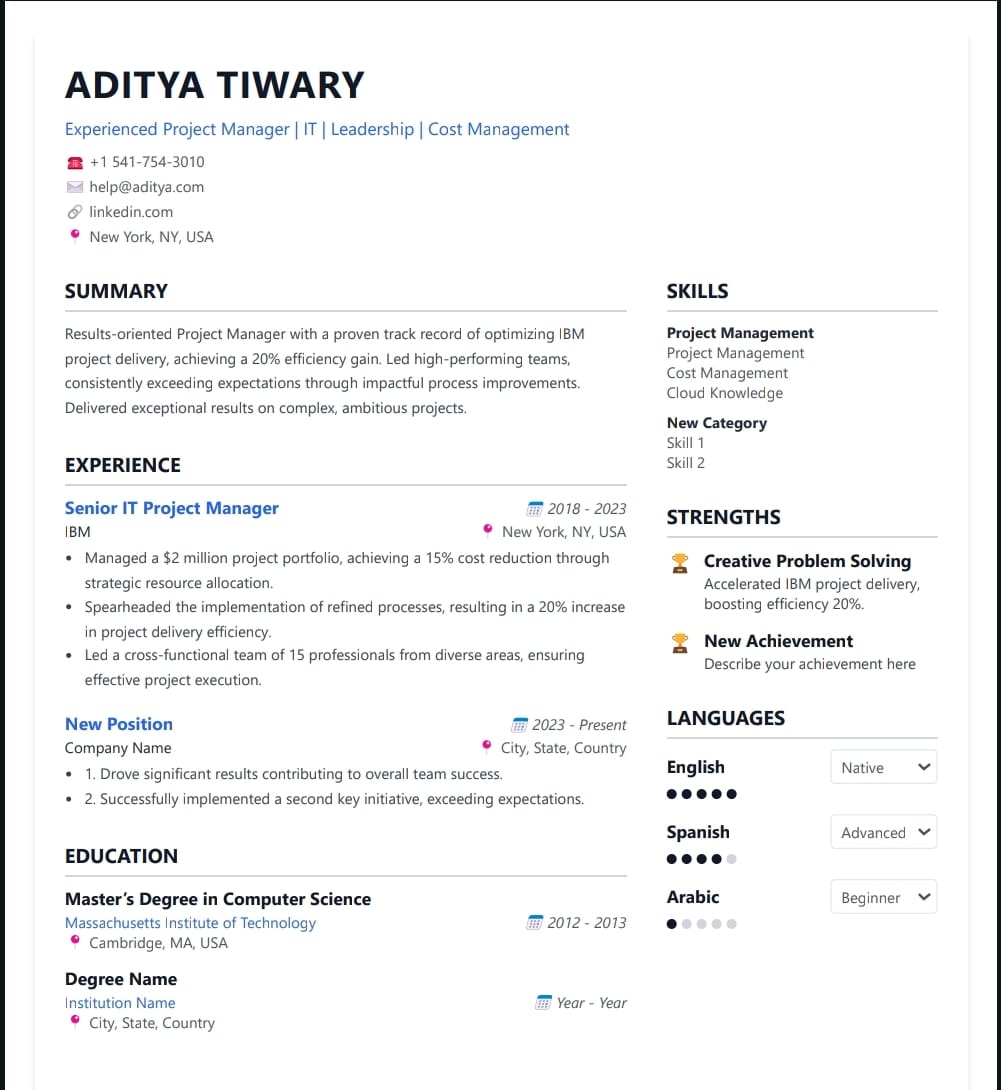 ADITYA TIWARY
Experienced Project Manager | IT | Leadership | Cost Management
+1 541-754-3010
help@aditya.com
linkedin.com
New York, NY, USA
SUMMARY
Results-oriented Project Manager with a proven track record of optimizing IBM
project delivery, achieving a 20% efficiency gain. Led high-performing teams,
consistently exceeding expectations through impactful process improvements.
Delivered exceptional results on complex, ambitious projects.
EXPERIENCE
Senior IT Project Manager
2018 - 2023
IBM
New York, NY, USA
• Managed a $2 million project portfolio, achieving a 15% cost reduction through
strategic resource allocation.
• Spearheaded the implementation of refined processes, resulting in a 20% increase
in project delivery efficiency.
• Led a cross-functional team of 15 professionals from diverse areas, ensuring
effective project execution.
New Position
2023 - Present
Company Name
City, State, Country
• 1. Drove significant results contributing to overall team success.
• 2. Successfully implemented a second key initiative, exceeding expectations.
EDUCATION
Master’s Degree in Computer Science
Massachusetts Institute of Technology
2012 - 2013
Cambridge, MA, USA
Degree Name
Institution Name
Year - Year
City, State, Country
SKILLS
Project Management
Project Management
Cost Management
Cloud Knowledge
New Category
Skill 1
Skill 2
STRENGTHS
Creative Problem Solving
Accelerated IBM project delivery,
boosting efficiency 20%.
New Achievement
Describe your achievement here
LANGUAGES
English
Native
Spanish
Advanced
Arabic
Beginner